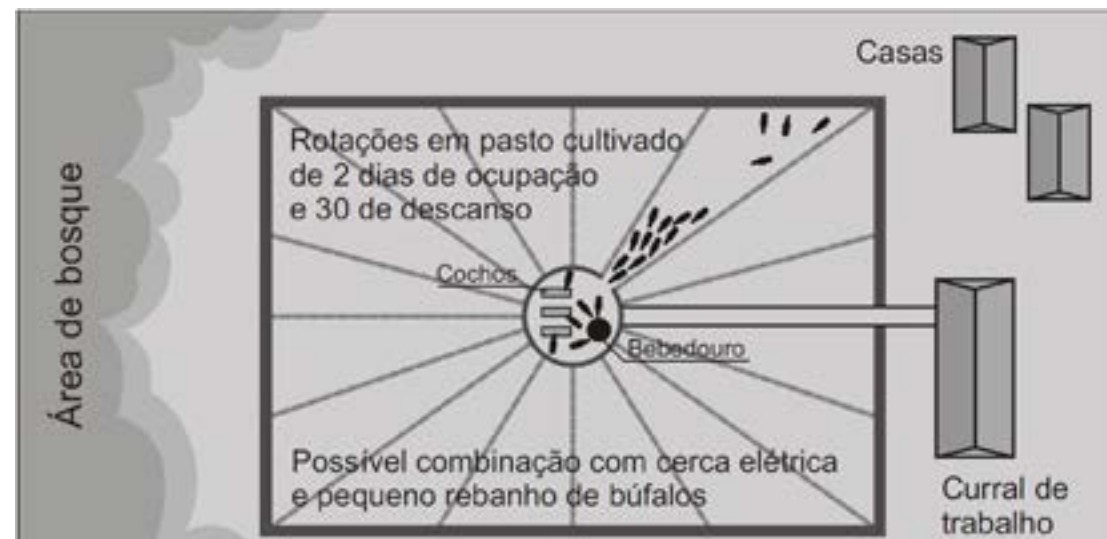 Casas
Área de bosque
Rotações em pasto cultivado
de 2 dias de ocupação
e 30 de descanso
Cochos
Bebedouro
Possível combinação com cerca elétrica
e pequeno rebanho de búfalos
Curral de
trabalho